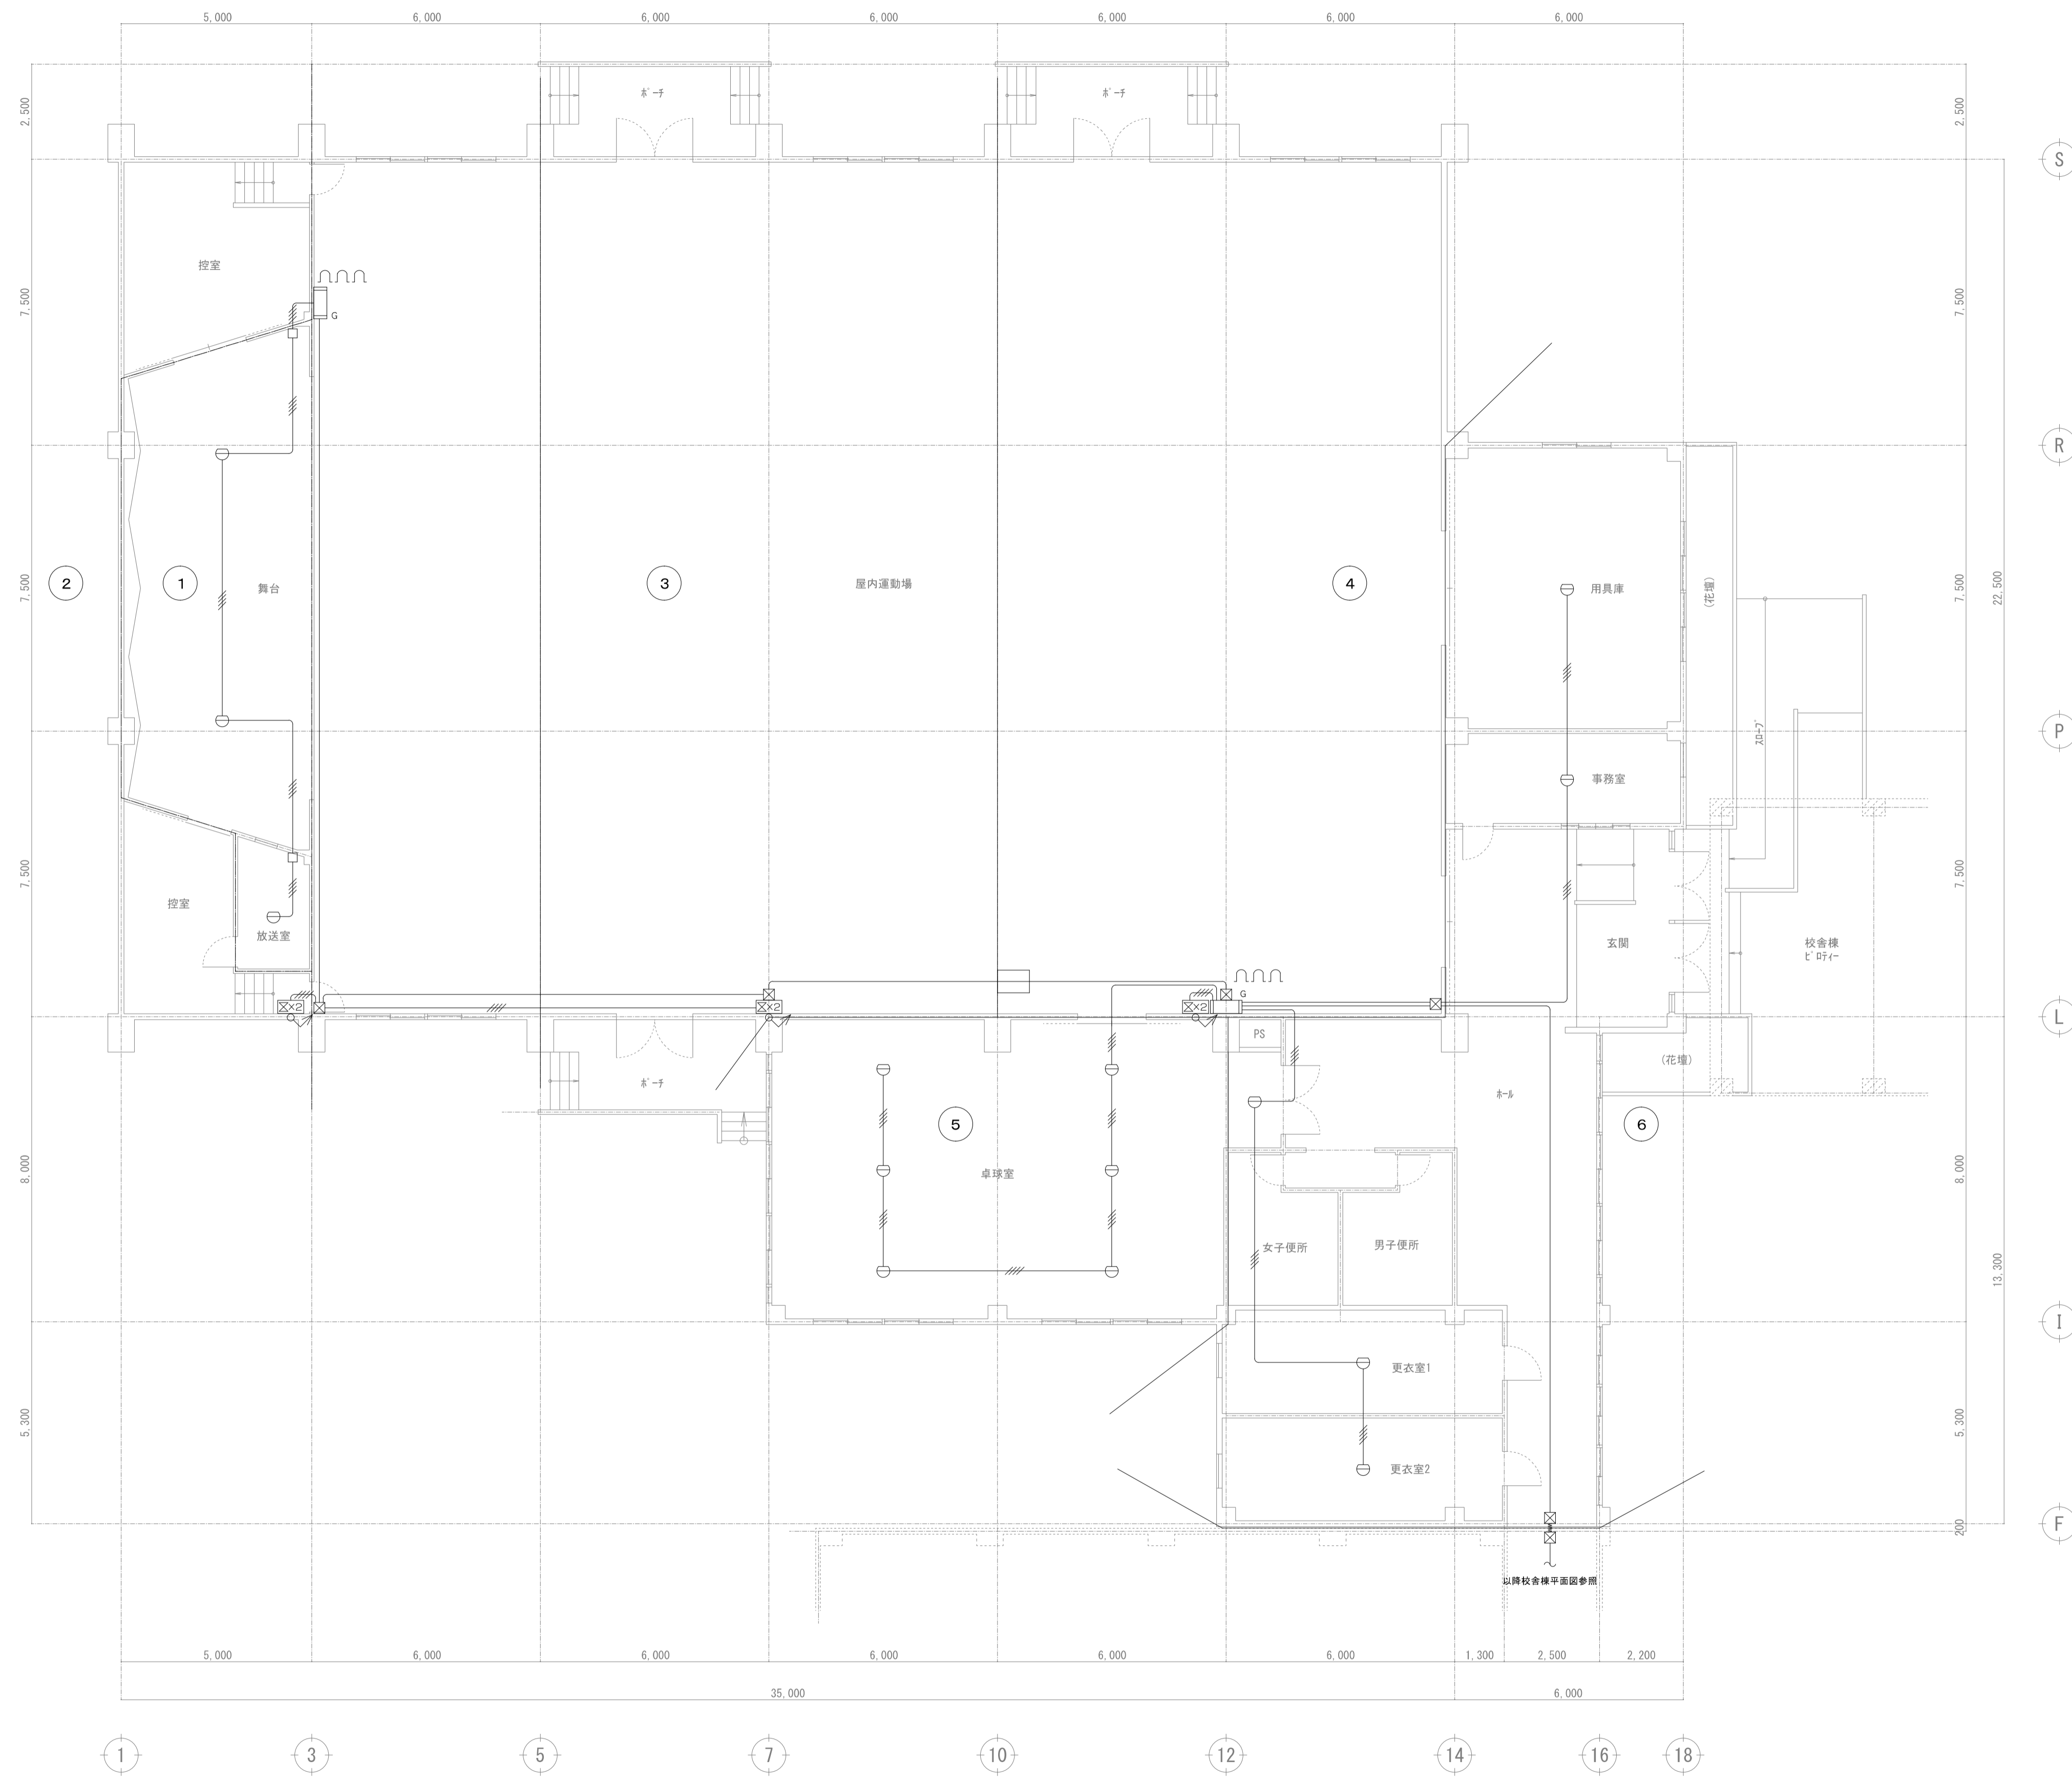 5,000 6,000 6,000 6,000 6,000 6,000 6,000
2,500
2,500
ポーチ
ポーチ
S
控室
7,500
7,500
G
R
2
1
舞台
3
屋内運動場
4
用具庫
(花壇)
7,500
7,500
22,500
スロープ
P
事務室
7,500
7,500
控室
放送室
玄関
校舎棟
ピロティー
G
×2
×2
×2
L
PS
(花壇)
ポーチ
ホール
5
6
8,000
8,000
卓球室
女子便所
男子便所
13,300
I
更衣室1
5,300
5,300
更衣室2
200
F
以降校舎棟平面図参照
5,000 6,000 6,000 6,000 6,000 6,000 1,300 2,500 2,200
35,000 6,000
1 3 5 7 10 12 14 16 18